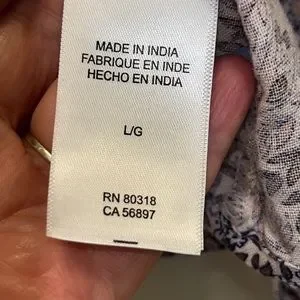 MADE IN INDIA
FABRIQUE EN INDE
HECHO EN INDIA
L/G
RN 80318
CA 56897